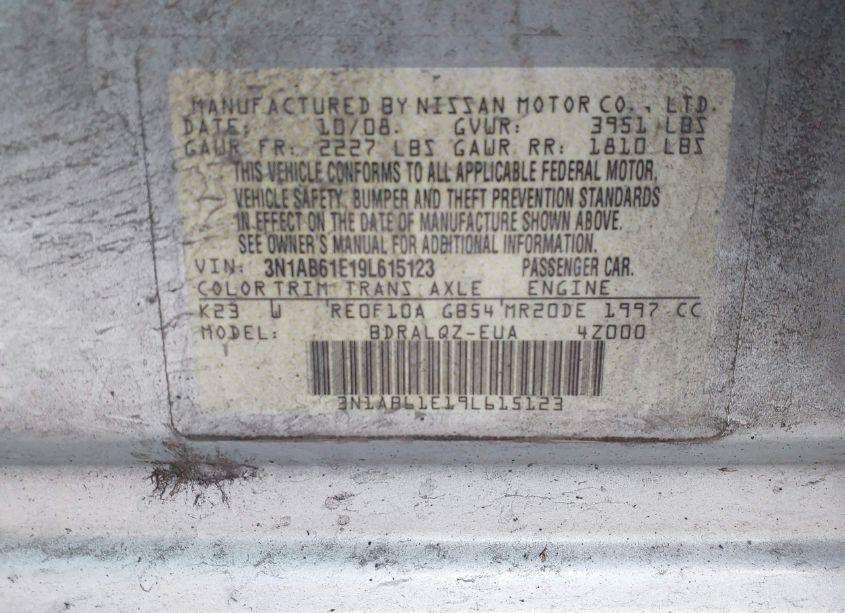 MANUFACTURED BY NISSAN MOTOR CO., LTD.
DATE: 10/08. GVWR: 3951 LBS
GAWR FR: 2227 LBS GAWR RR: 1810 LBS
THIS VEHICLE CONFORMS TO ALL APPLICABLE FEDERAL MOTOR,
VEHICLE SAFETY, BUMPER AND THEFT PREVENTION STANDARDS
IN EFFECT ON THE DATE OF MANUFACTURE SHOWN ABOVE.
SEE OWNER'S MANUAL FOR ADDITIONAL INFORMATION.
VIN: 3N1AB61E19L615123 PASSENGER CAR.
COLOR TRIM TRANS AXLE ENGINE
K23 W RE0F10A GB54 MR20DE 1997 CC
MODEL: BDRALQZ-EUA 4Z000
3N1AB61E19L615123